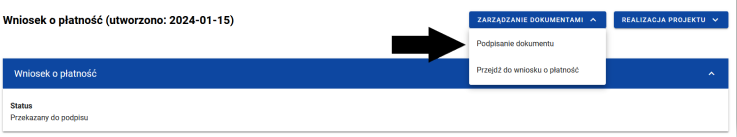 Wniosek o płatność (utworzono: 2024-01-15)
ZARZĄDZANIE DOKUMENTAMI
REALIZACJA PROJEKTU
Podpisanie dokumentu
Przejdź do wniosku o płatność
Wniosek o płatność
Status
Przekazany do podpisu